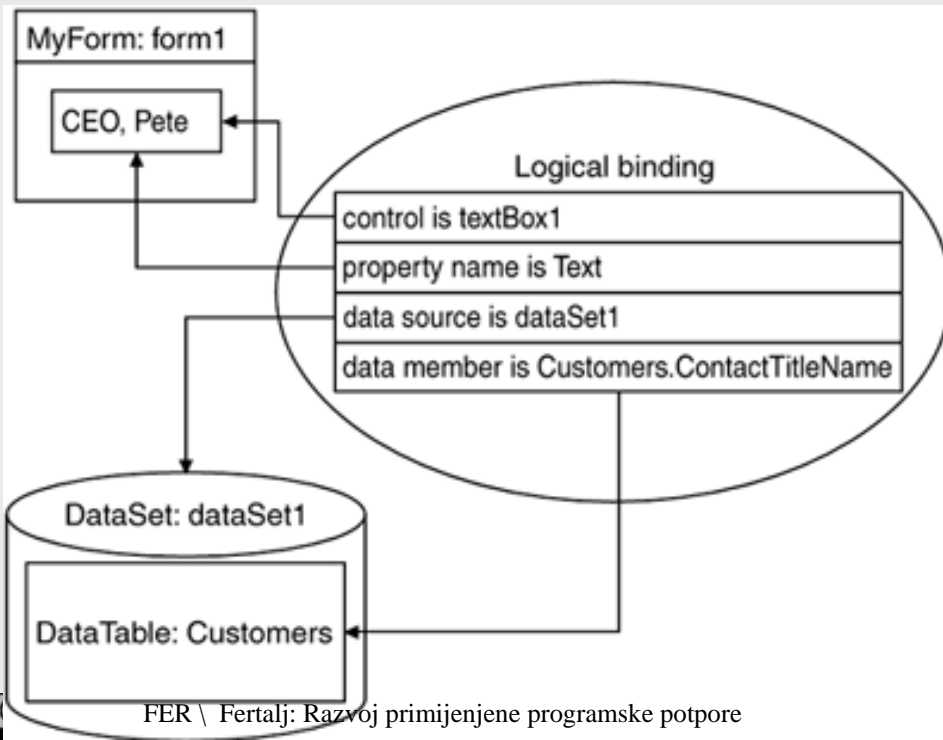 MyForm: form1
CEO, Pete
Logical binding
control is textBox1
property name is Text
data source is dataSet1
data member is Customers.ContactTitleName
DataSet: dataSet1
DataTable: Customers
FER \ Fertalj: Razvoj primijenjene programske potpore